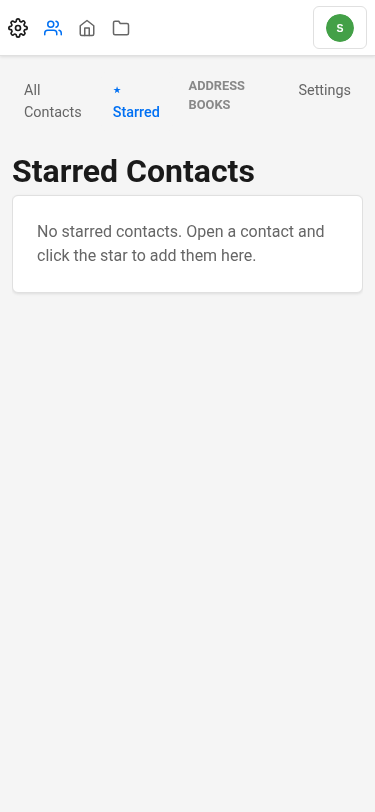 S
All
Contacts
★
Starred
ADDRESS
BOOKS
Settings
Starred Contacts
No starred contacts. Open a contact and
click the star to add them here.